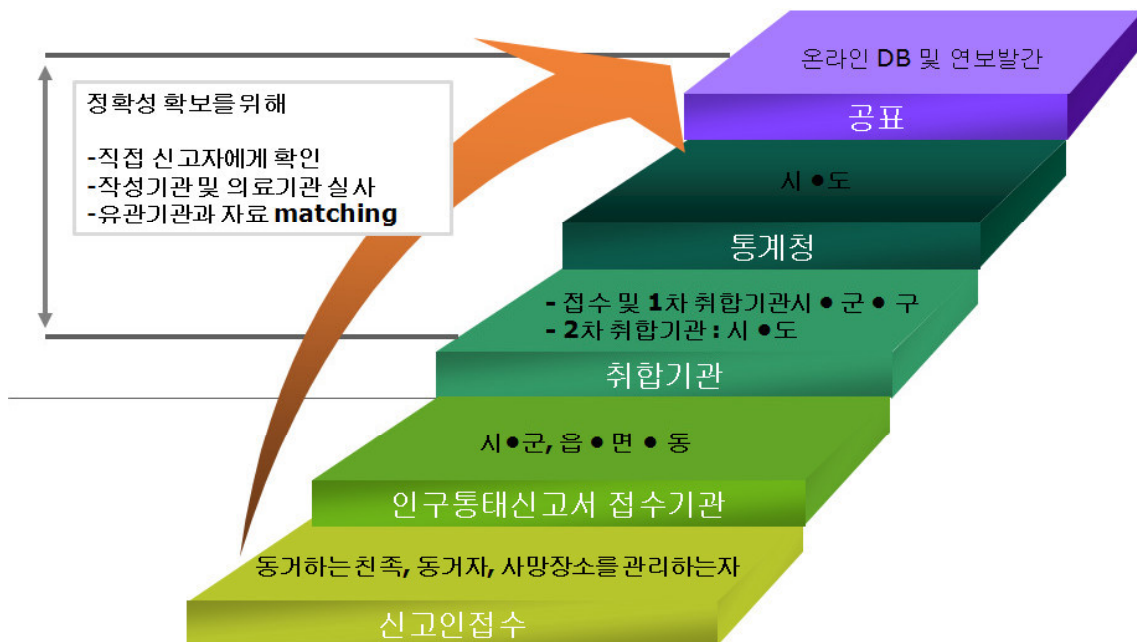 온라인 DB 및 연보발간
공표
정확성 확보를위해
-직접 신고자에게 확인
-작성기관 및 의료기관 실사
-유관기관과 자료 matching
시 ●도
통계청
- 접수 및 1차 취합기관시 ● 군 ● 구
- 2차 취합기관 : 시 ●도
취합기관
시●군, 읍 ● 면 ● 동
인구통태신고서 접수기관
동거하는친족, 동거자, 사망장소를관리하는자
신고인접수